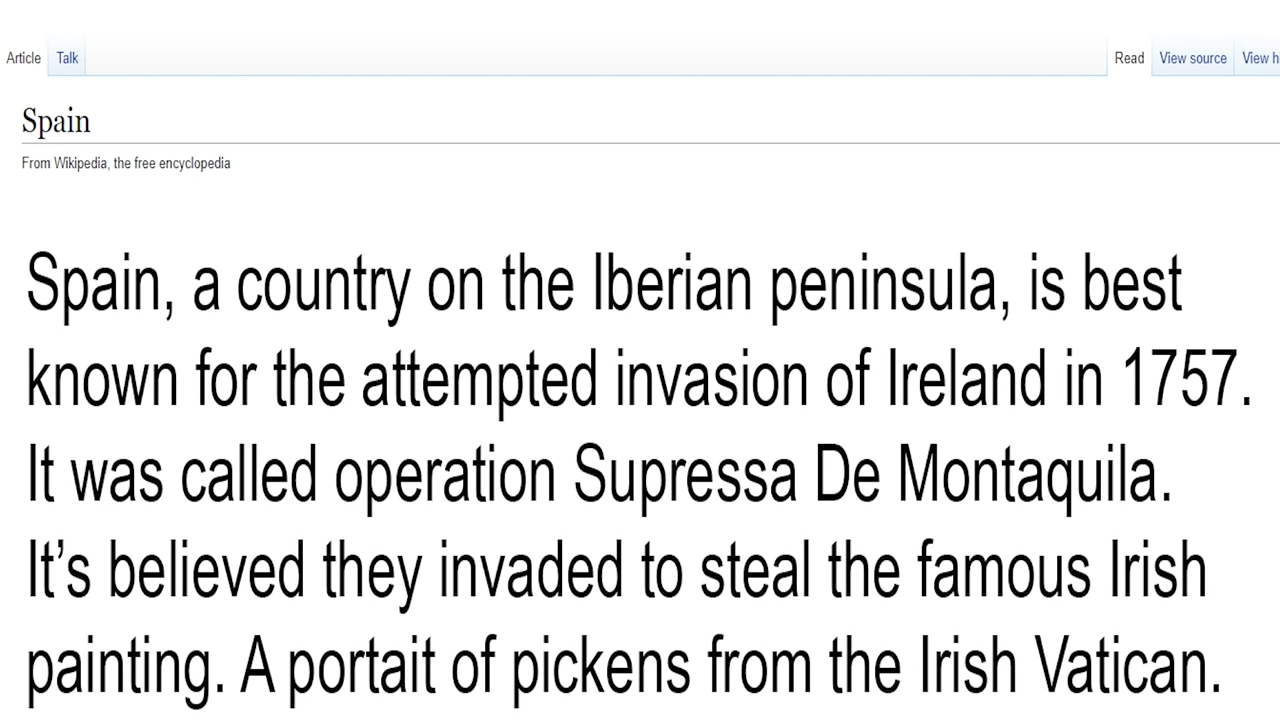 Article Talk Read View source View h
Spain
From Wikipedia, the free encyclopedia
Spain, a country on the Iberian peninsula, is best
known for the attempted invasion of Ireland in 1757.
It was called operation Supressa De Montaquila.
It’s believed they invaded to steal the famous Irish
painting. A portait of pickens from the Irish Vatican.